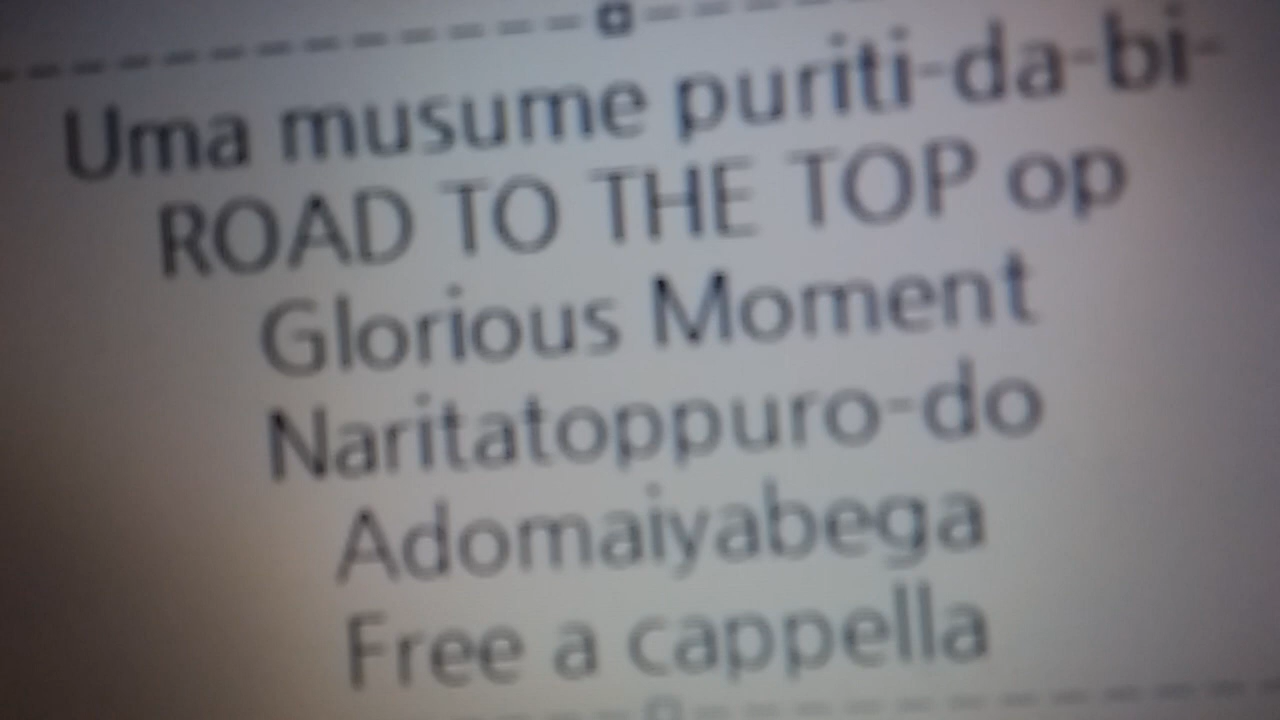 Uma musume puriti-da-bi-
ROAD TO THE TOP op
Glorious Moment
Naritatoppuro-do
Adomaiyabega
Free a cappella